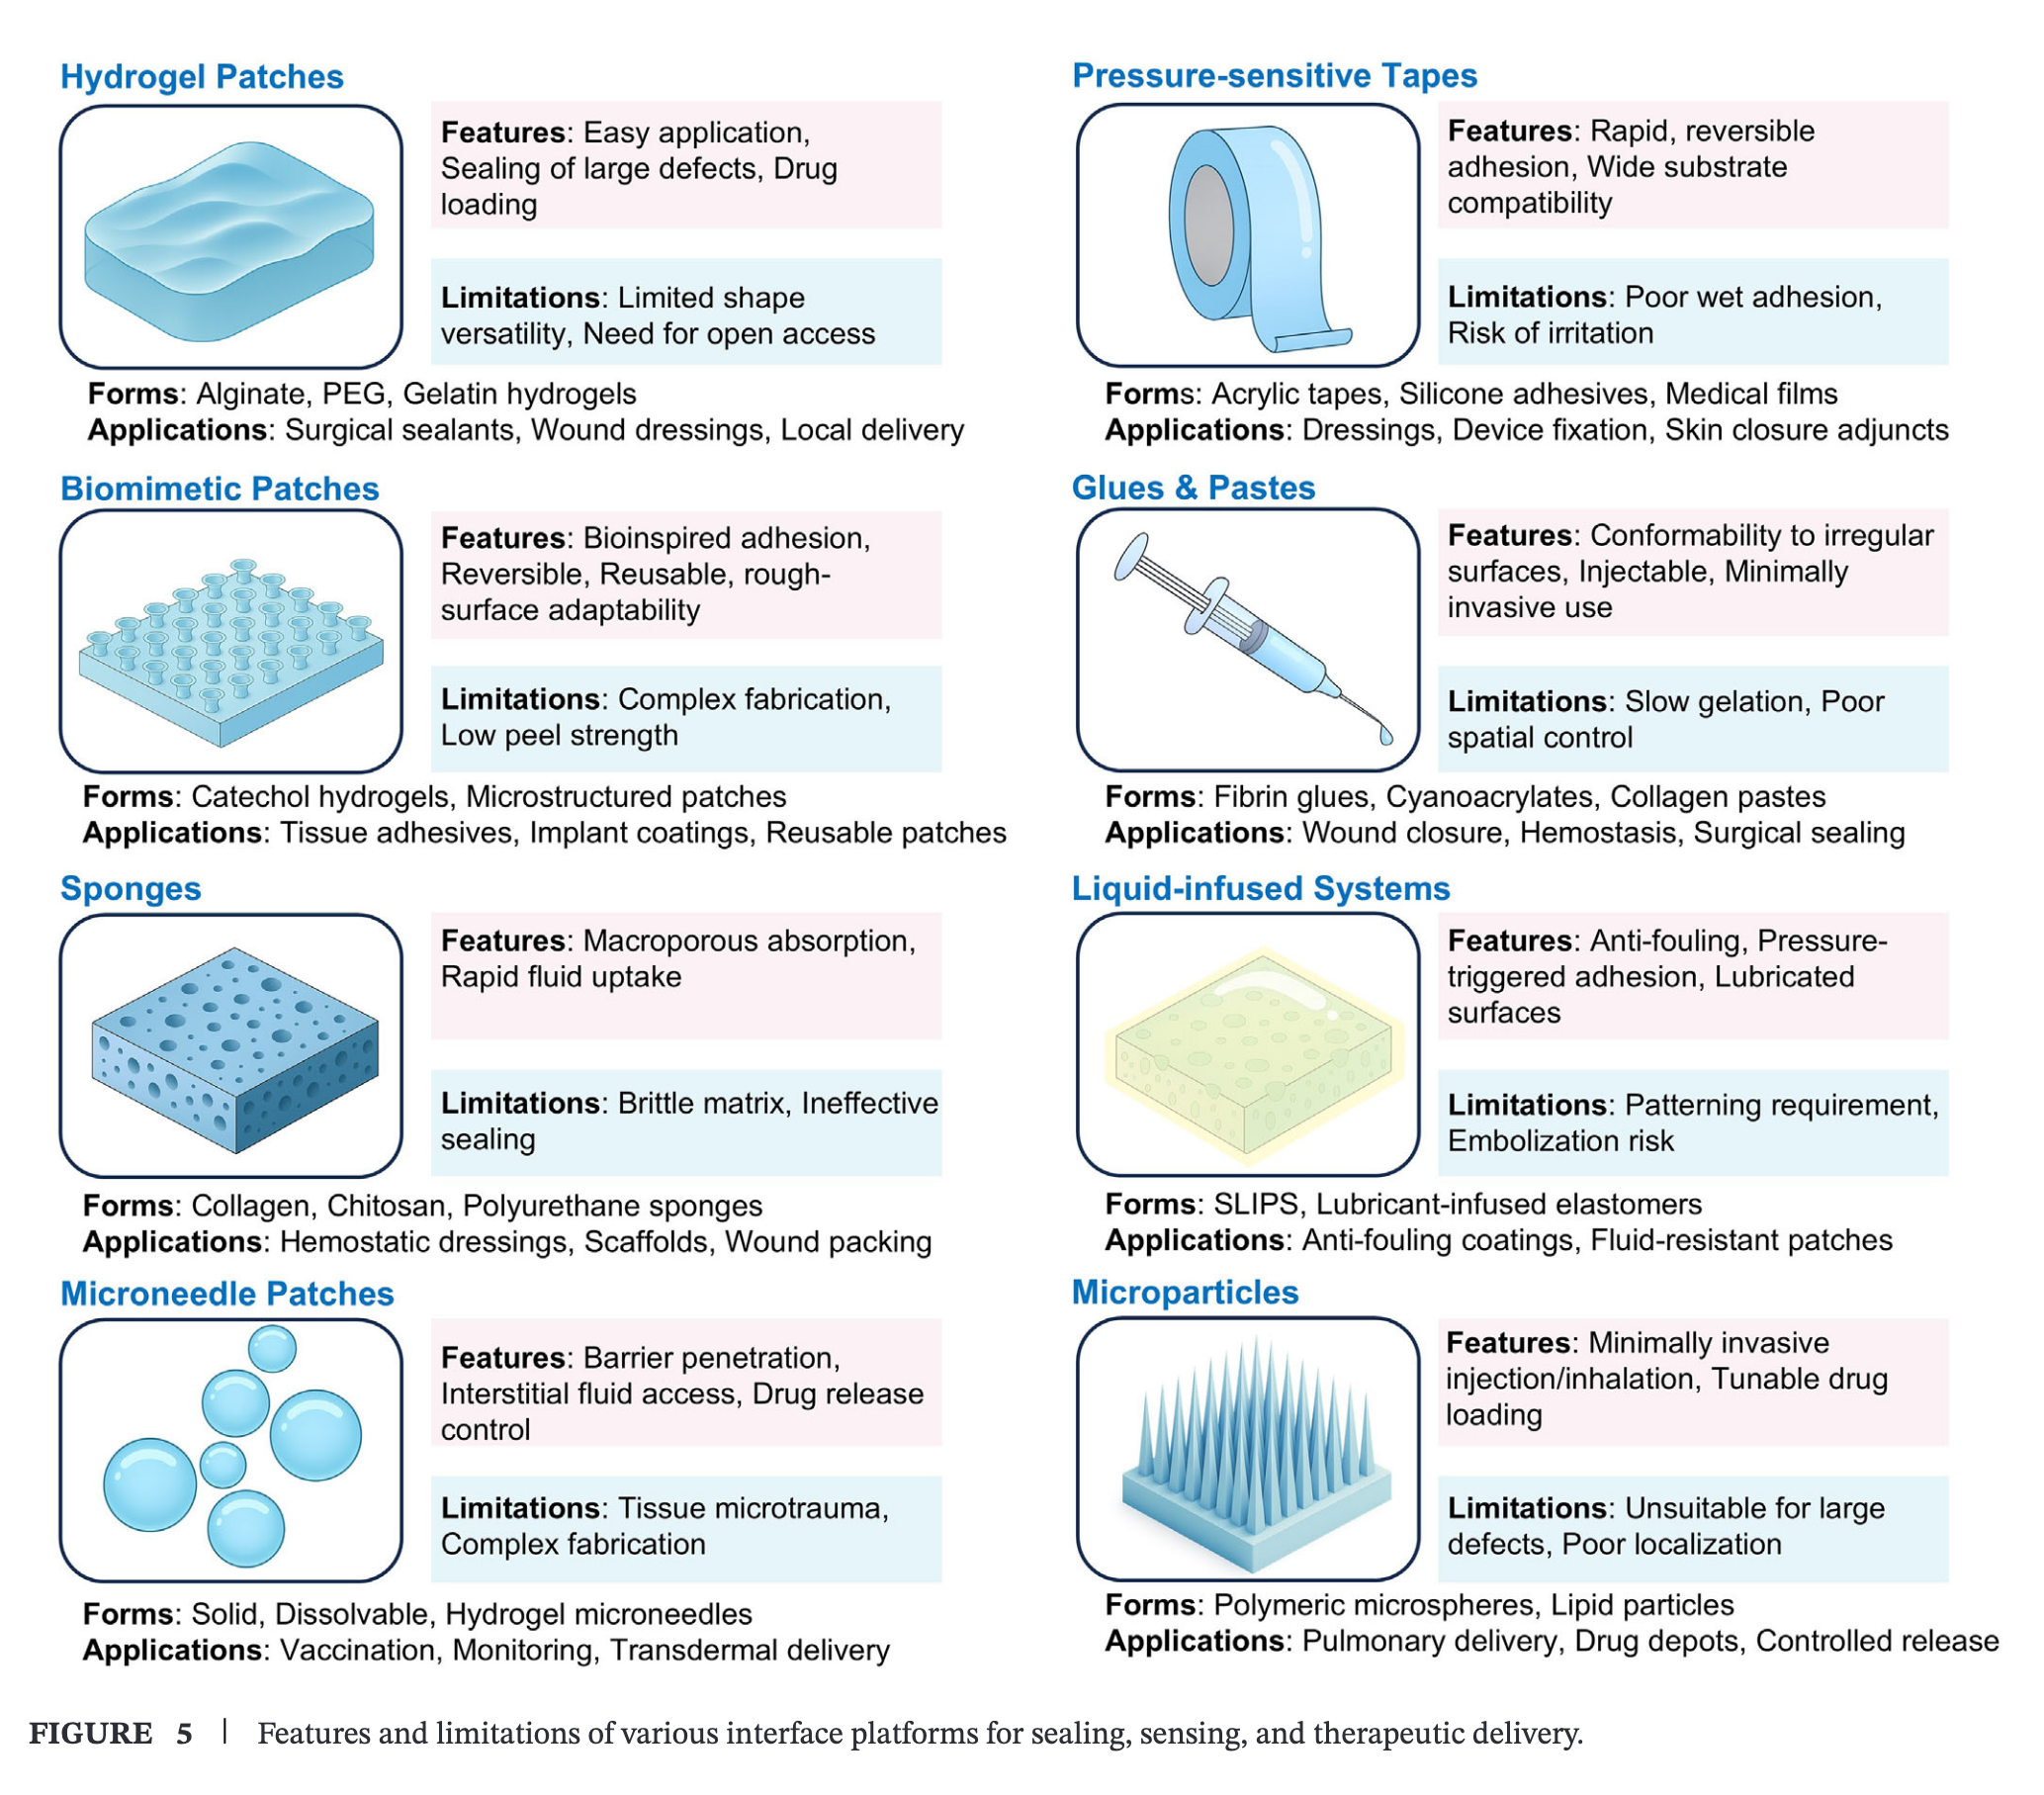 Hydrogel Patches
Features: Easy application,
Sealing of large defects, Drug
loading
Limitations: Limited shape
versatility, Need for open access
Forms: Alginate, PEG, Gelatin hydrogels
Applications: Surgical sealants, Wound dressings, Local delivery
Pressure-sensitive Tapes
Features: Rapid, reversible
adhesion, Wide substrate
compatibility
Limitations: Poor wet adhesion,
Risk of irritation
Forms: Acrylic tapes, Silicone adhesives, Medical films
Applications: Dressings, Device fixation, Skin closure adjuncts
Biomimetic Patches
Features: Bioinspired adhesion,
Reversible, Reusable, rough-
surface adaptability
Limitations: Complex fabrication,
Low peel strength
Forms: Catechol hydrogels, Microstructured patches
Applications: Tissue adhesives, Implant coatings, Reusable patches
Glues & Pastes
Features: Conformability to irregular
surfaces, Injectable, Minimally
invasive use
Limitations: Slow gelation, Poor
spatial control
Forms: Fibrin glues, Cyanoacrylates, Collagen pastes
Applications: Wound closure, Hemostasis, Surgical sealing
Sponges
Features: Macroporous absorption,
Rapid fluid uptake
Limitations: Brittle matrix, Ineffective
sealing
Forms: Collagen, Chitosan, Polyurethane sponges
Applications: Hemostatic dressings, Scaffolds, Wound packing
Liquid-infused Systems
Features: Anti-fouling, Pressure-
triggered adhesion, Lubricated
surfaces
Limitations: Patterning requirement,
Embolization risk
Forms: SLIPS, Lubricant-infused elastomers
Applications: Anti-fouling coatings, Fluid-resistant patches
Microneedle Patches
Features: Barrier penetration,
Interstitial fluid access, Drug release
control
Limitations: Tissue microtrauma,
Complex fabrication
Forms: Solid, Dissolvable, Hydrogel microneedles
Applications: Vaccination, Monitoring, Transdermal delivery
Microparticles
Features: Minimally invasive
injection/inhalation, Tunable drug
loading
Limitations: Unsuitable for large
defects, Poor localization
Forms: Polymeric microspheres, Lipid particles
Applications: Pulmonary delivery, Drug depots, Controlled release
FIGURE 5 | Features and limitations of various interface platforms for sealing, sensing, and therapeutic delivery.